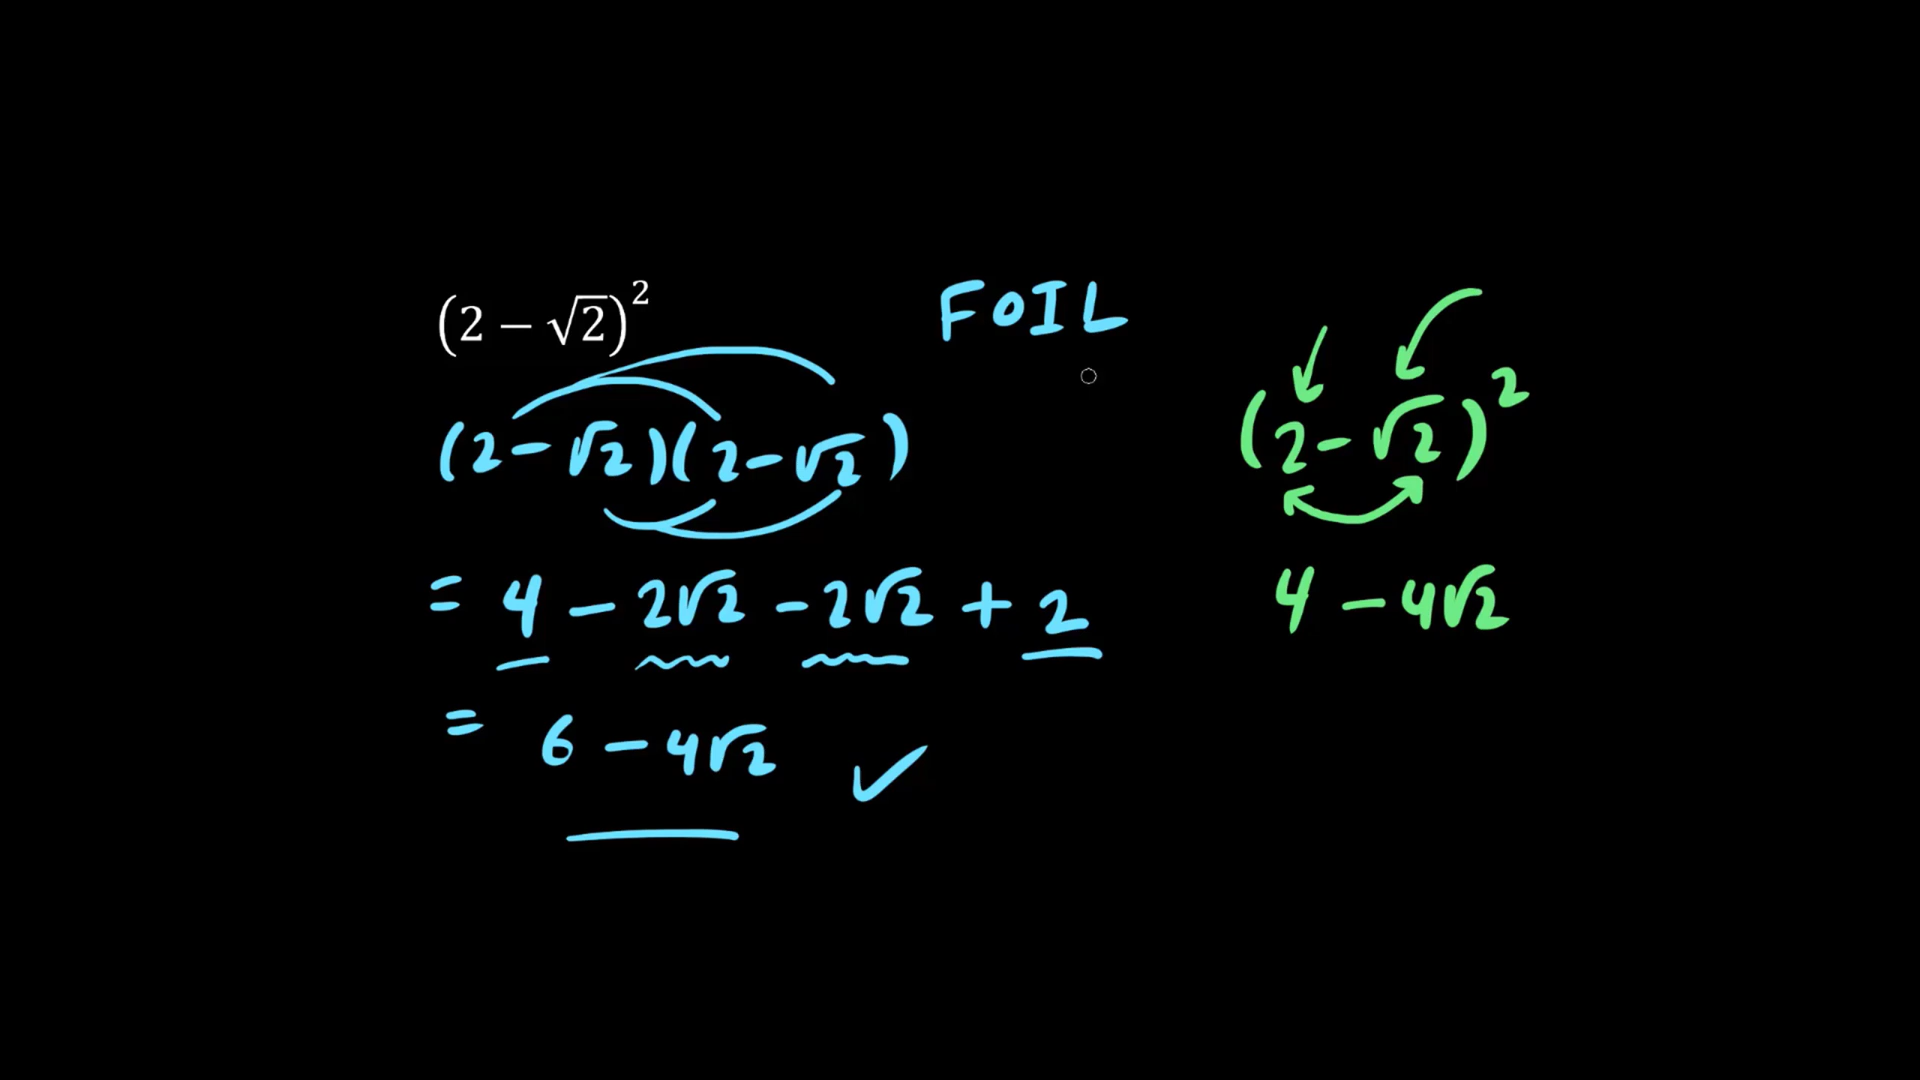 (2 − √2)²
FOIL
(2 − √2)(2 − √2)
= 4 − 2√2 − 2√2 + 2
= 6 − 4√2 ✓
(2 − √2)²
4 − 4√2